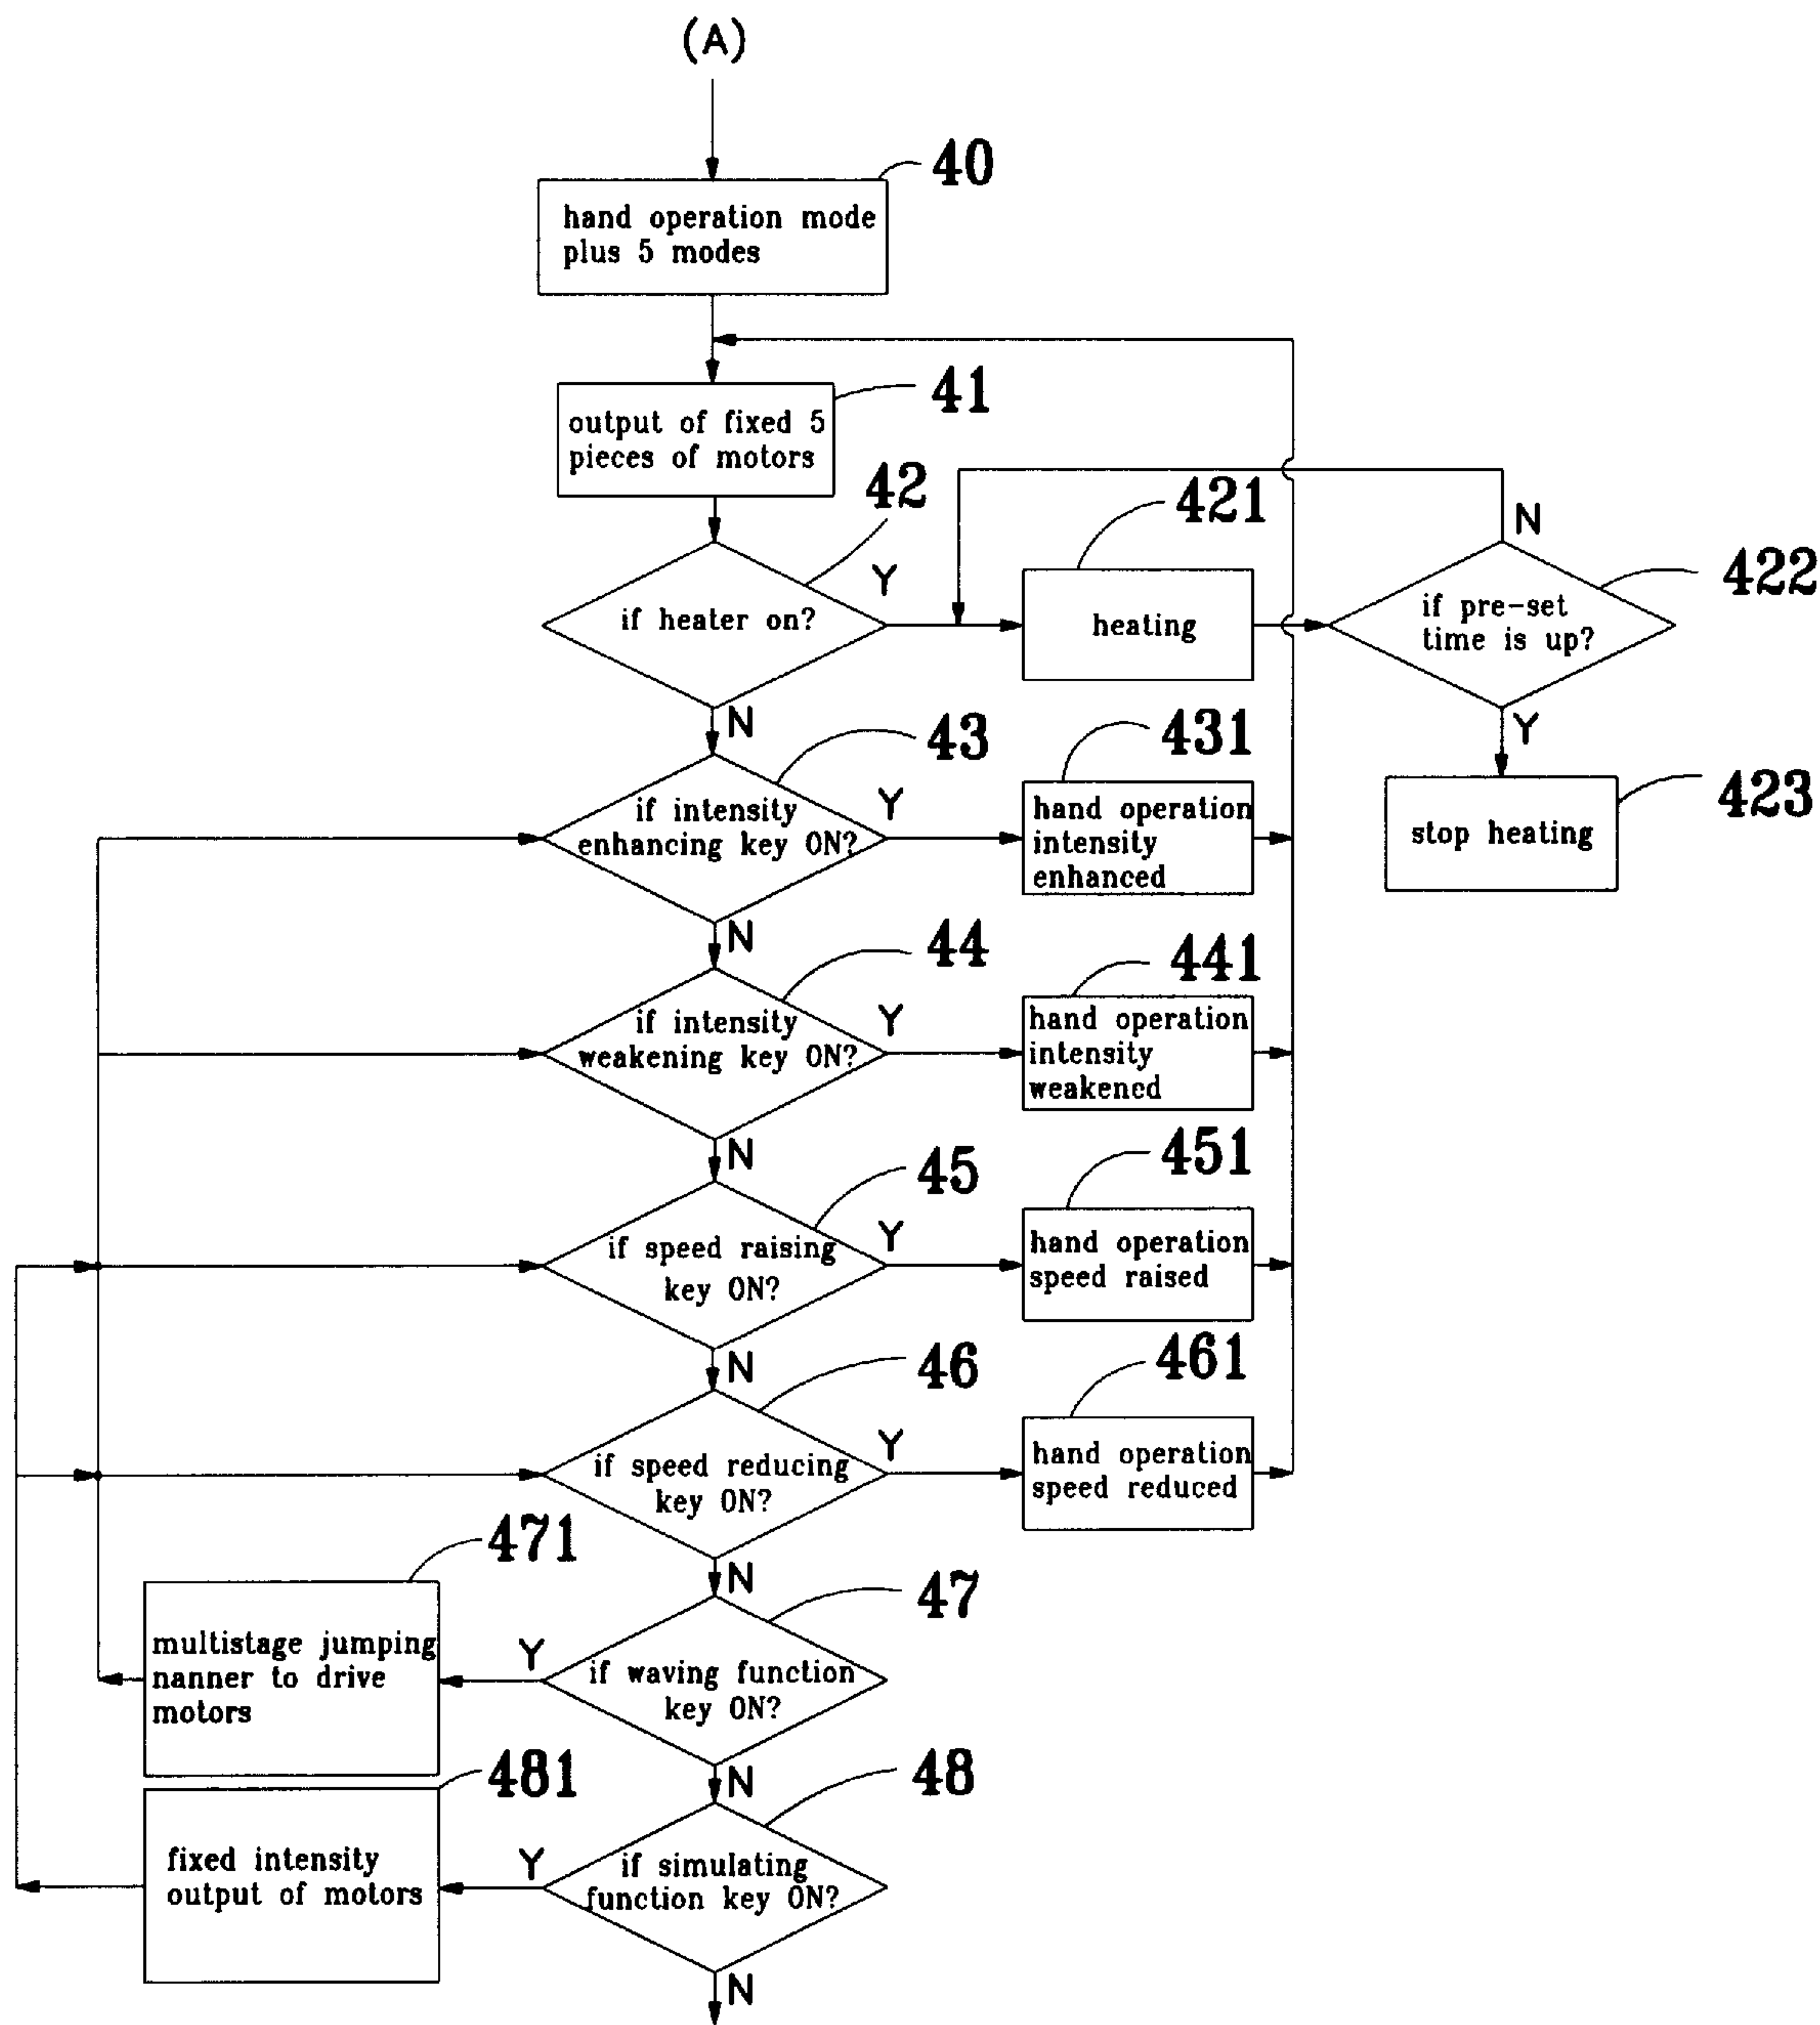 (A)
40
hand operation mode
plus 5 modes
41
output of fixed 5
pieces of motors
42
if heater on?
Y
N
421
heating
422
if pre-set
time is up?
N
Y
423
stop heating
43
if intensity
enhancing key ON?
Y
N
431
hand operation
intensity
enhanced
44
if intensity
weakening key ON?
Y
N
441
hand operation
intensity
weakened
45
if speed raising
key ON?
Y
N
451
hand operation
speed raised
46
if speed reducing
key ON?
Y
N
461
hand operation
speed reduced
47
if waving function
key ON?
Y
N
471
multistage jumping
nanner to drive
motors
48
if simulating
function key ON?
Y
N
481
fixed intensity
output of motors